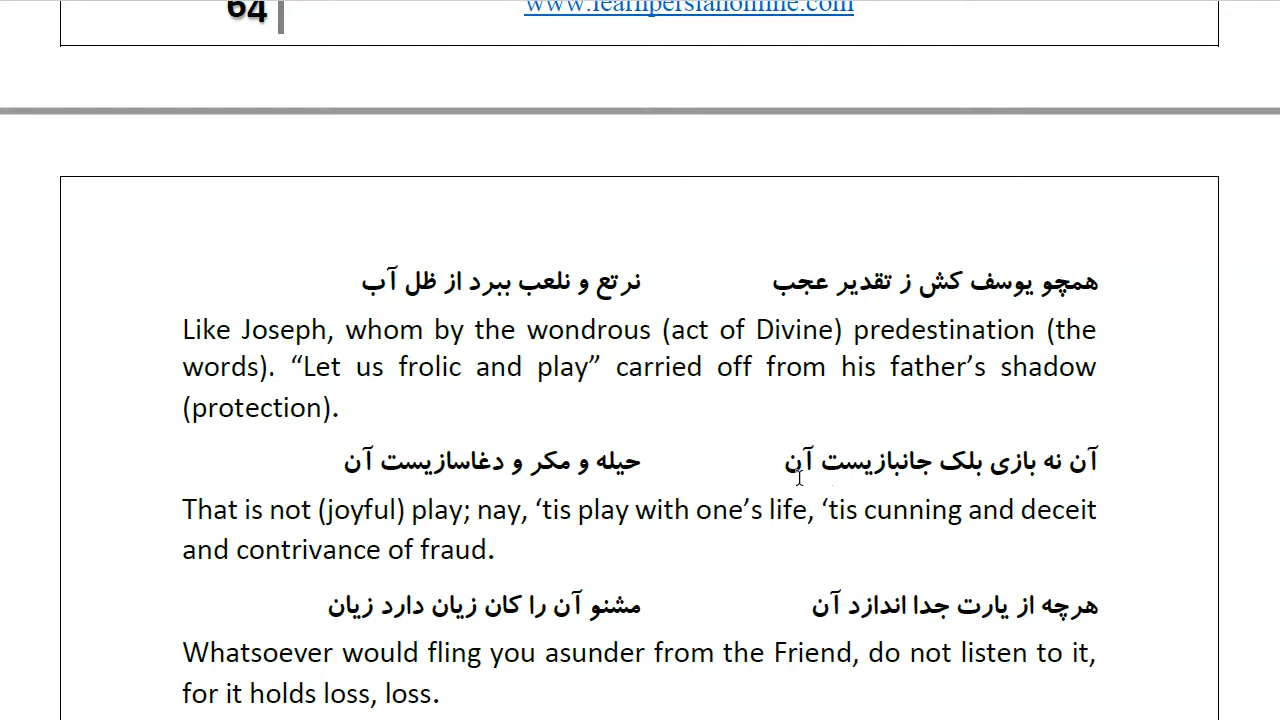 64 www.learnpersianonline.com
همچو یوسف کش ز تقدیر عجب نرتع و نلعب ببرد از ظل آب
Like Joseph, whom by the wondrous (act of Divine) predestination (the
words). “Let us frolic and play” carried off from his father’s shadow
(protection).
آن نه بازی بلک جانبازیست آن حیله و مکر و دغاسازیست آن
That is not (joyful) play; nay, ‘tis play with one’s life, ‘tis cunning and deceit
and contrivance of fraud.
هرچه از یارت جدا اندازد آن مشنو آن را کان زیان دارد زیان
Whatsoever would fling you asunder from the Friend, do not listen to it,
for it holds loss, loss.